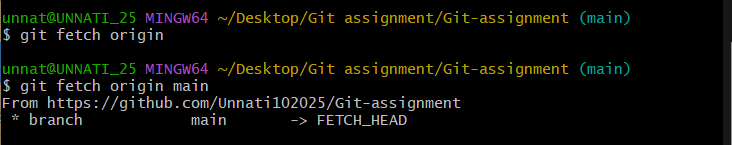 unnat@UNNATI_25 MINGW64 ~/Desktop/Git assignment/Git-assignment (main)
$ git fetch origin
unnat@UNNATI_25 MINGW64 ~/Desktop/Git assignment/Git-assignment (main)
$ git fetch origin main
From https://github.com/Unnati102025/Git-assignment
 * branch            main       -> FETCH_HEAD